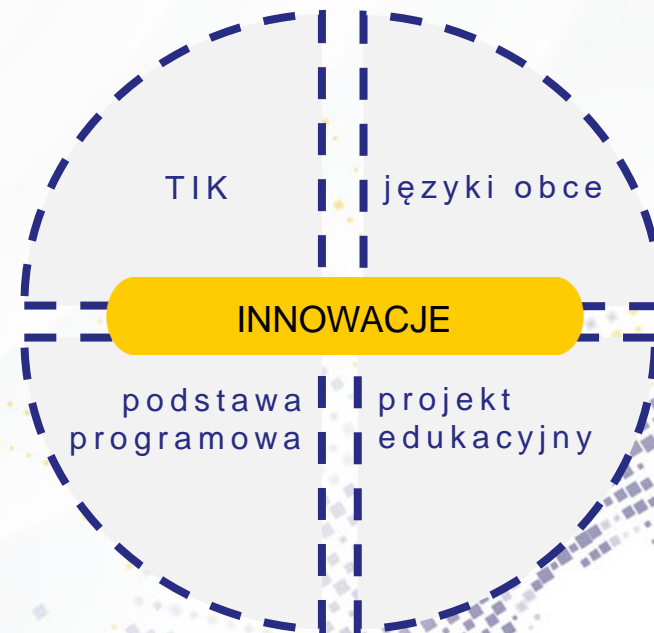 TIK
języki obce
INNOWACJE
podstawa
programowa
projekt
edukacyjny